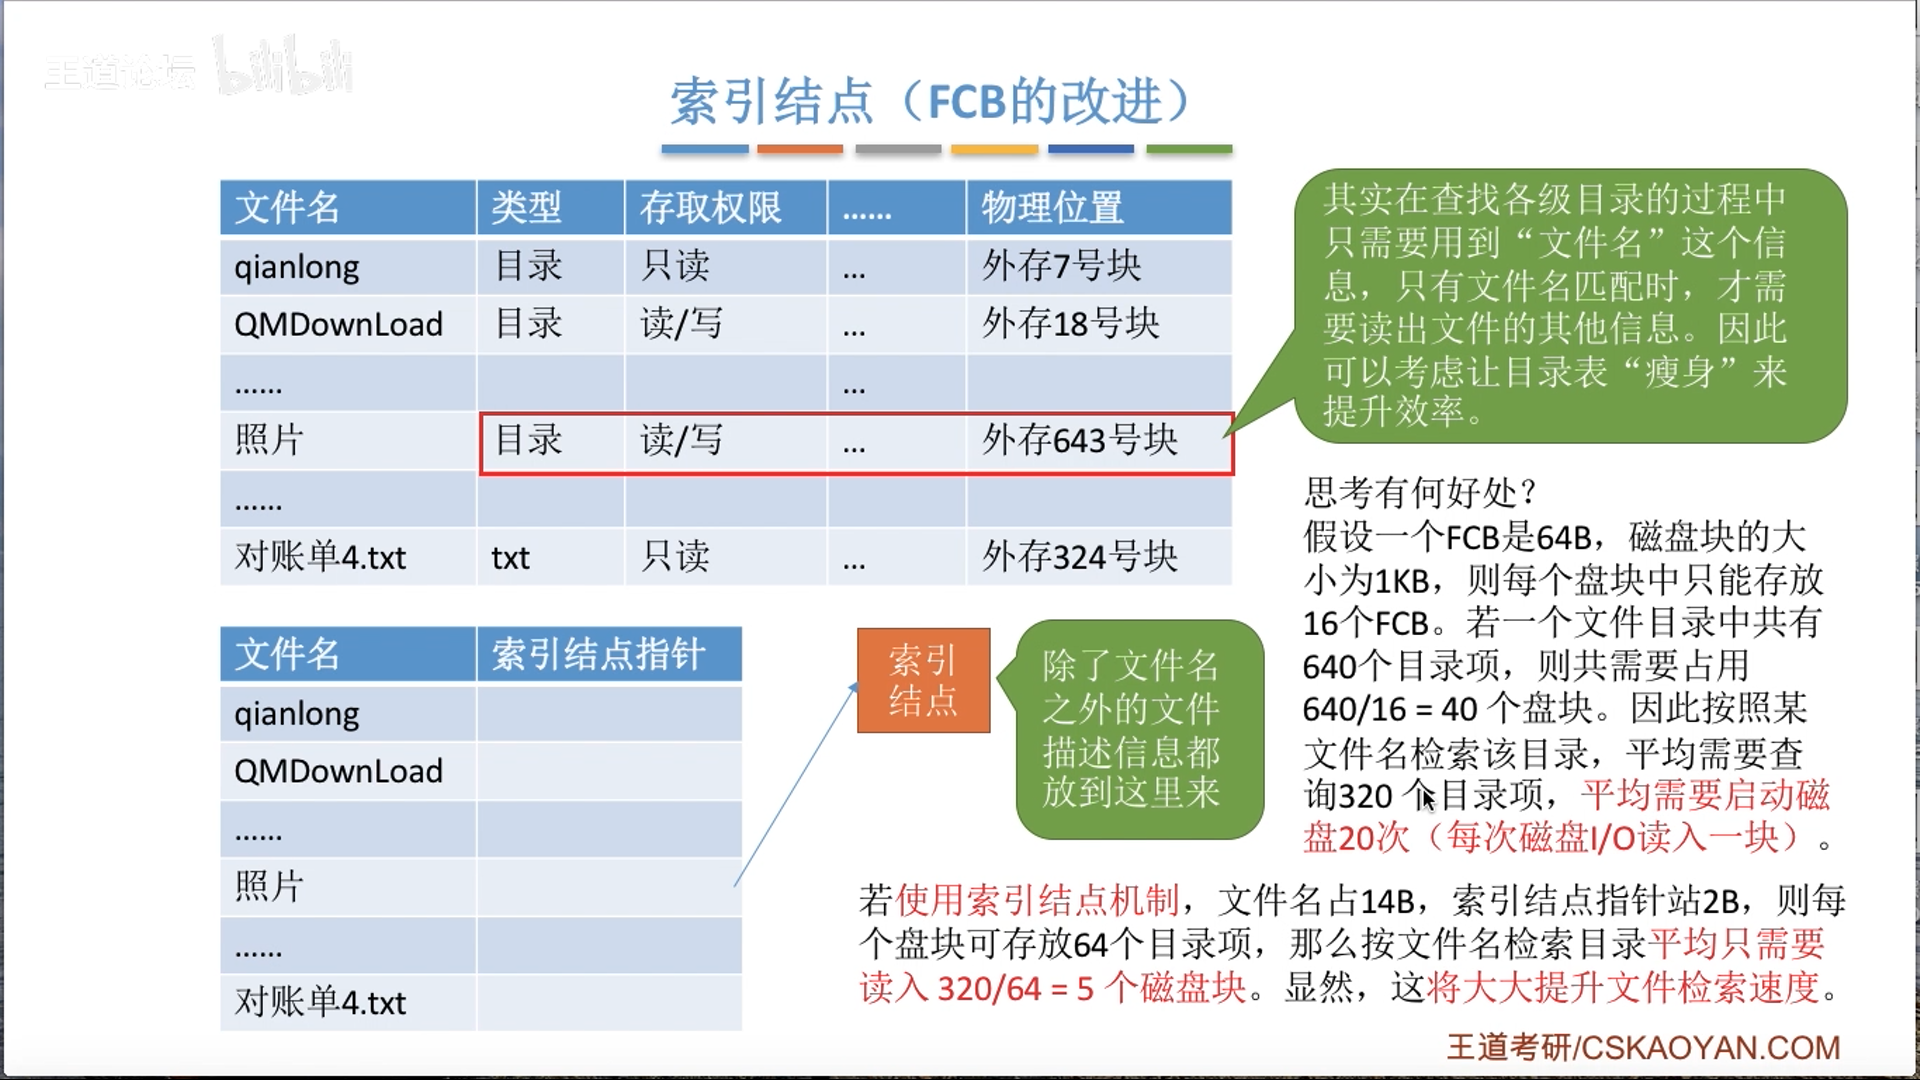 王道论坛 bilibili
索引结点（FCB的改进）
文件名 类型 存取权限 …… 物理位置
qianlong 目录 只读 ... 外存7号块
QMDownLoad 目录 读/写 ... 外存18号块
…… ...
照片 目录 读/写 ... 外存643号块
……
对账单4.txt txt 只读 ... 外存324号块
其实在查找各级目录的过程中
只需要用到“文件名”这个信
息，只有文件名匹配时，才需
要读出文件的其他信息。因此
可以考虑让目录表“瘦身”来
提升效率。
文件名 索引结点指针
qianlong
QMDownLoad
……
照片
……
对账单4.txt
索引
结点
除了文件名
之外的文件
描述信息都
放到这里来
思考有何好处？
假设一个FCB是64B，磁盘块的大
小为1KB，则每个盘块中只能存放
16个FCB。若一个文件目录中共有
640个目录项，则共需要占用
640/16 = 40 个盘块。因此按照某
文件名检索该目录，平均需要查
询320 个目录项，平均需要启动磁
盘20次（每次磁盘I/O读入一块）。
若使用索引结点机制，文件名占14B，索引结点指针站2B，则每
个盘块可存放64个目录项，那么按文件名检索目录平均只需要
读入 320/64 = 5 个磁盘块。显然，这将大大提升文件检索速度。
王道考研/CSKAOYAN.COM